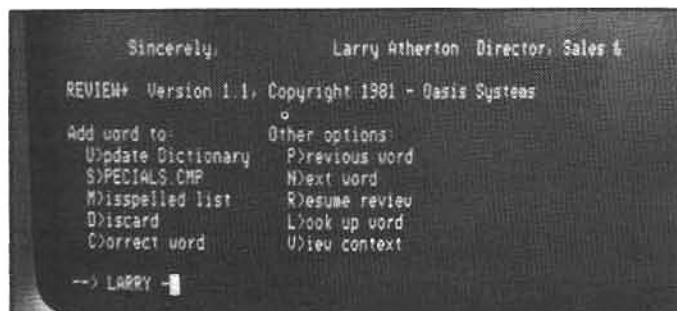 Sincerely, Larry Atherton Director, Sales &
REVIEW+ Version 1.1, Copyright 1981 - Oasis Systems
Add word to: Other options:
U)pdate Dictionary P)revious word
S)PECIALS.CMP N)ext word
M)isspelled list R)esume review
D)iscard L)ook up word
C)orrect word V)iew context
--> LARRY -